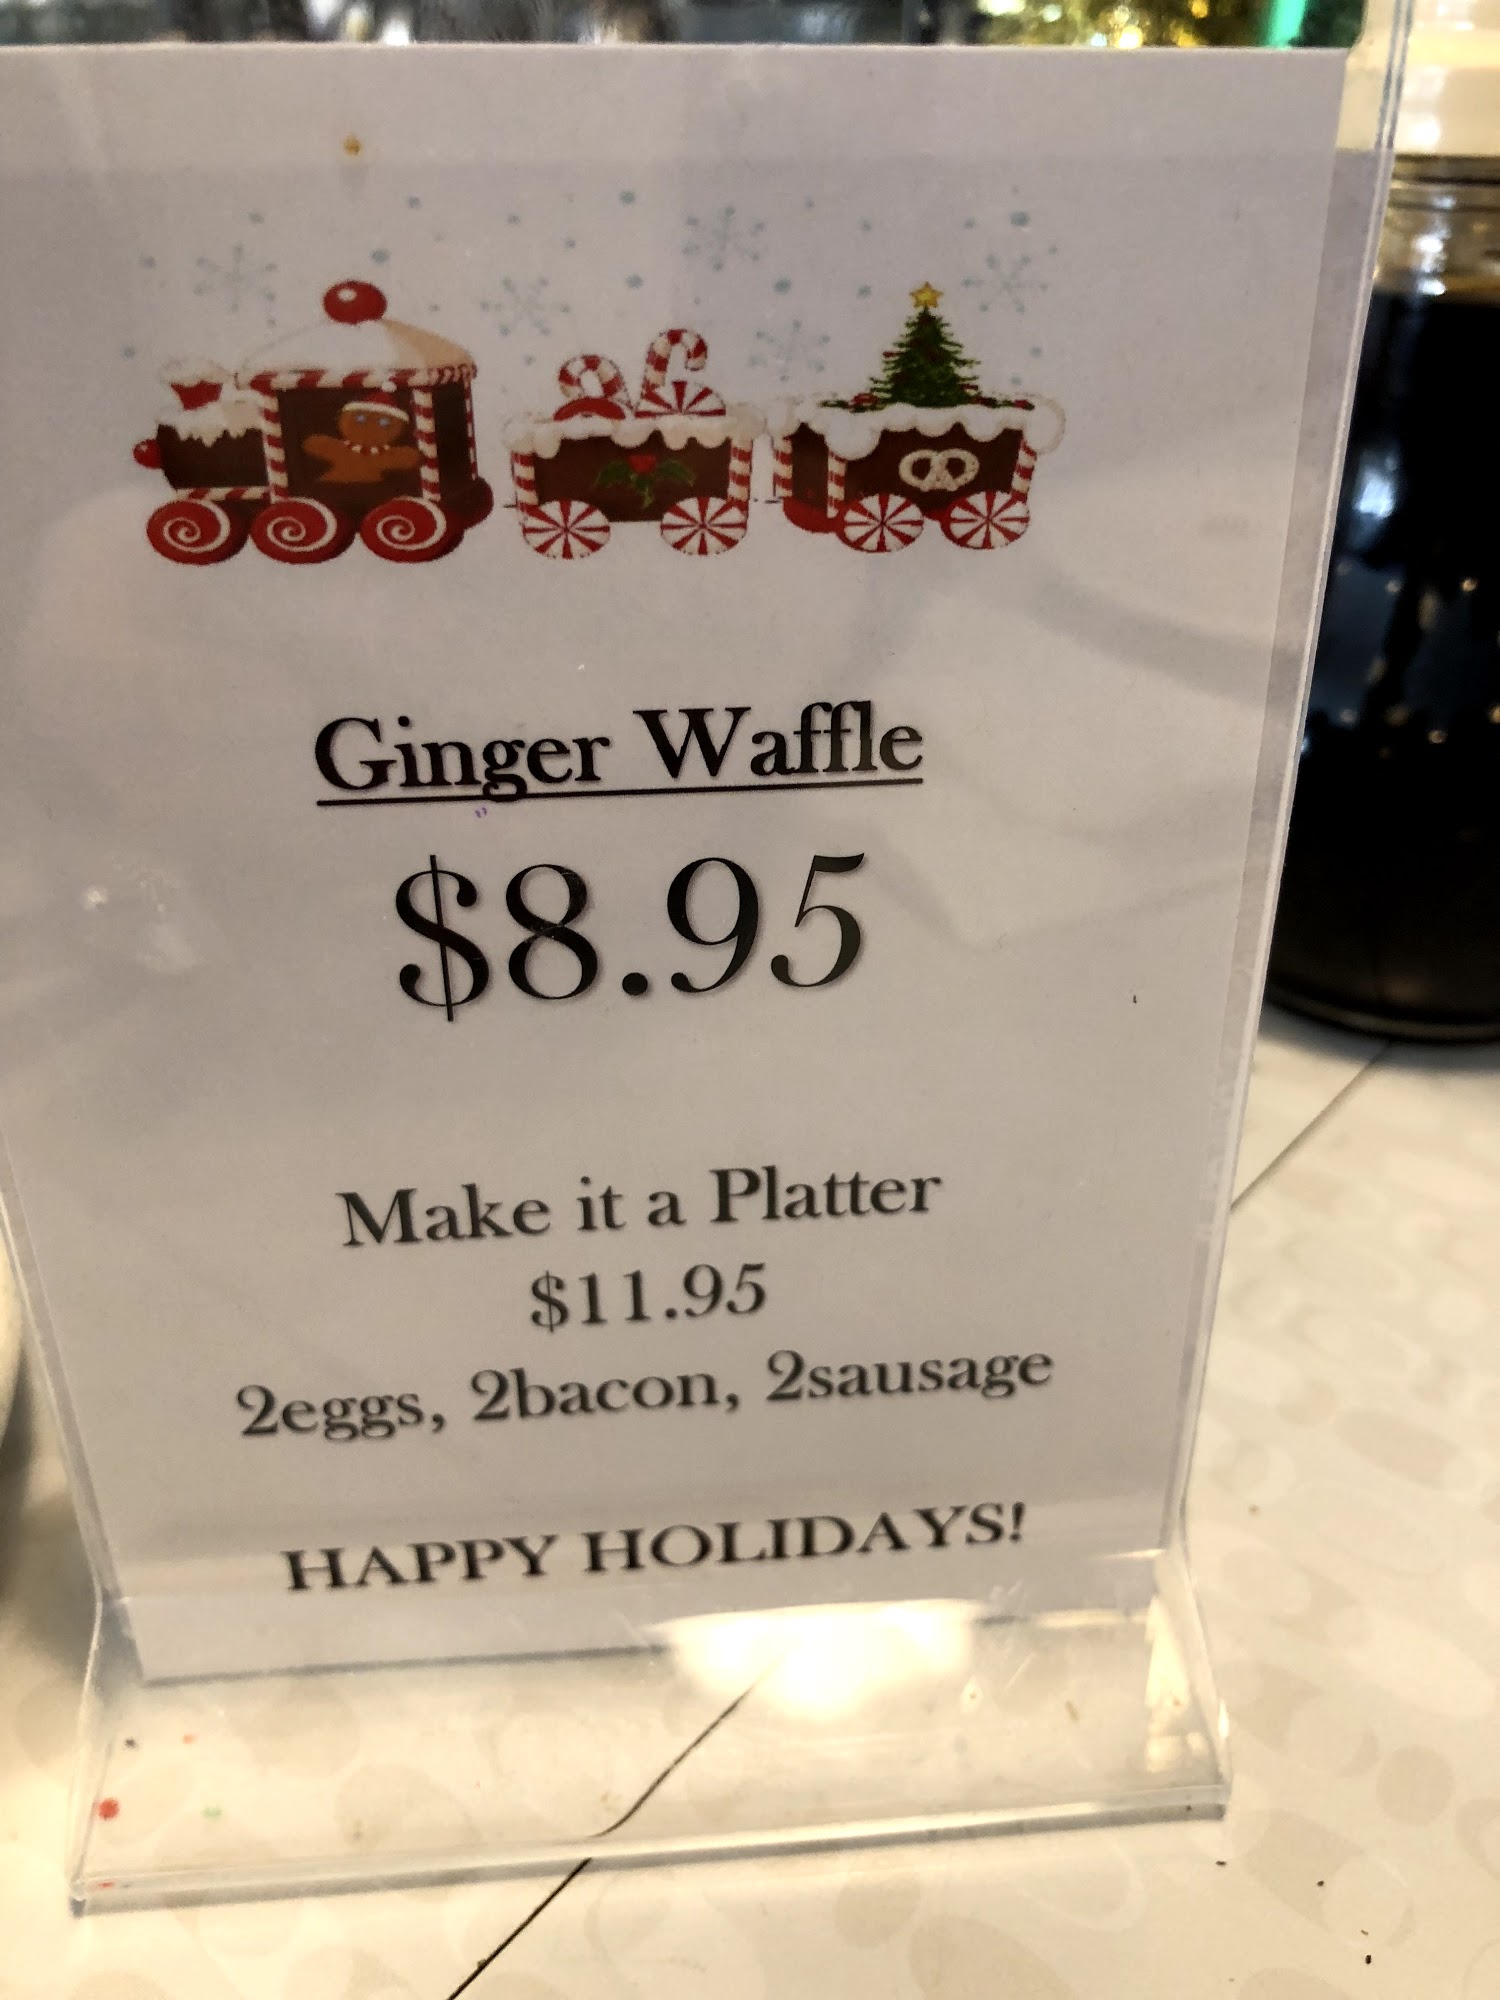 Ginger Waffle
$8.95
Make it a Platter
$11.95
2eggs, 2bacon, 2sausage
HAPPY HOLIDAYS!